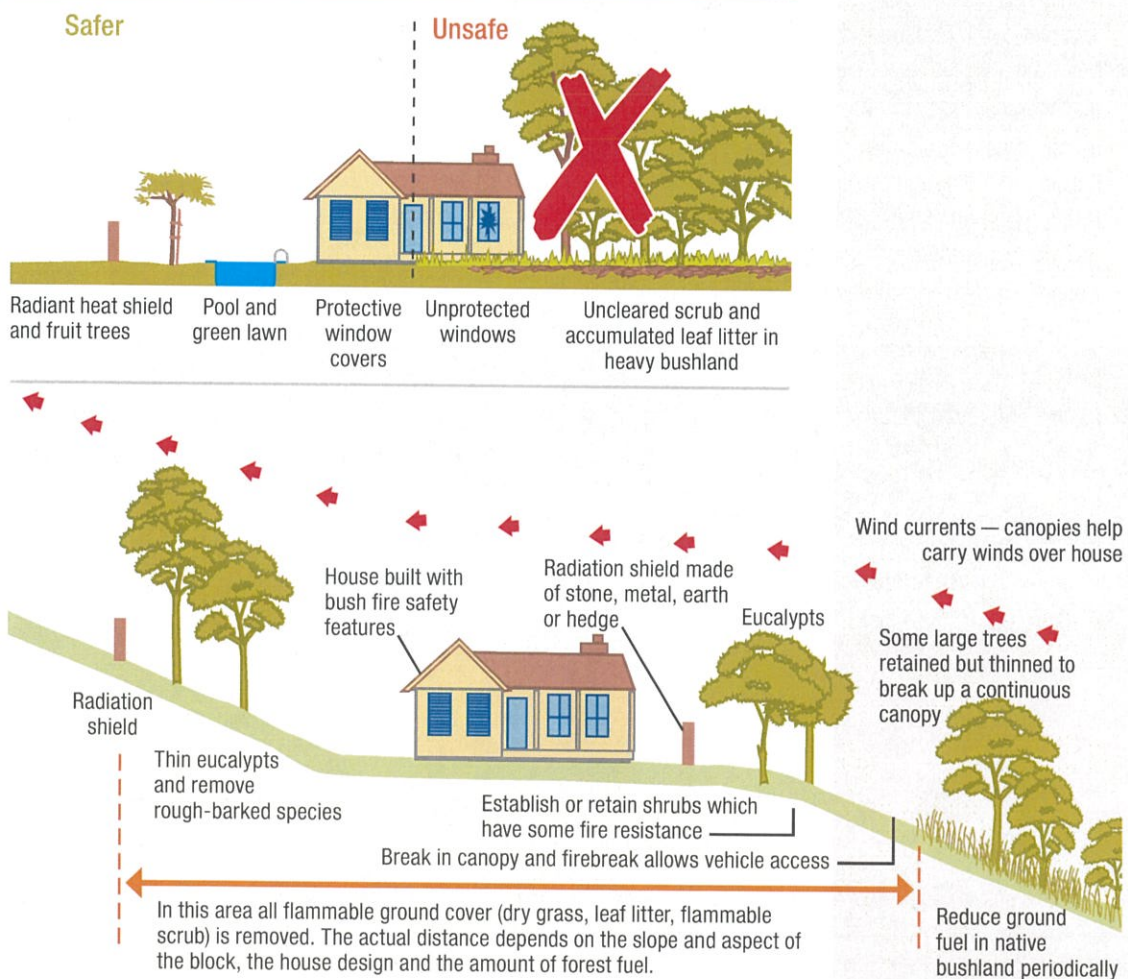 Safer
Unsafe
Radiant heat shield
and fruit trees
Pool and
green lawn
Protective
window
covers
Unprotected
windows
Uncleared scrub and
accumulated leaf litter in
heavy bushland
Wind currents — canopies help
carry winds over house
House built with
bush fire safety
features
Radiation shield made
of stone, metal, earth
or hedge
Eucalypts
Some large trees
retained but thinned to
break up a continuous
canopy
Radiation
shield
Thin eucalypts
and remove
rough-barked species
Establish or retain shrubs which
have some fire resistance
Break in canopy and firebreak allows vehicle access
In this area all flammable ground cover (dry grass, leaf litter, flammable
scrub) is removed. The actual distance depends on the slope and aspect of
the block, the house design and the amount of forest fuel.
Reduce ground
fuel in native
bushland periodically